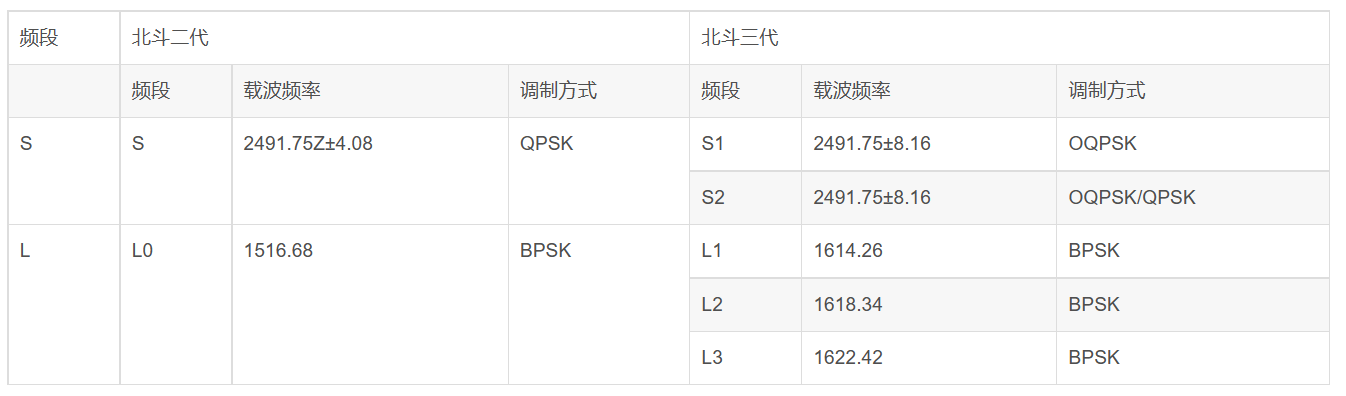 频段 北斗二代 北斗三代
频段 载波频率 调制方式 频段 载波频率 调制方式
S S 2491.75Z±4.08 QPSK S1 2491.75±8.16 OQPSK
S2 2491.75±8.16 OQPSK/QPSK
L L0 1516.68 BPSK L1 1614.26 BPSK
L2 1618.34 BPSK
L3 1622.42 BPSK